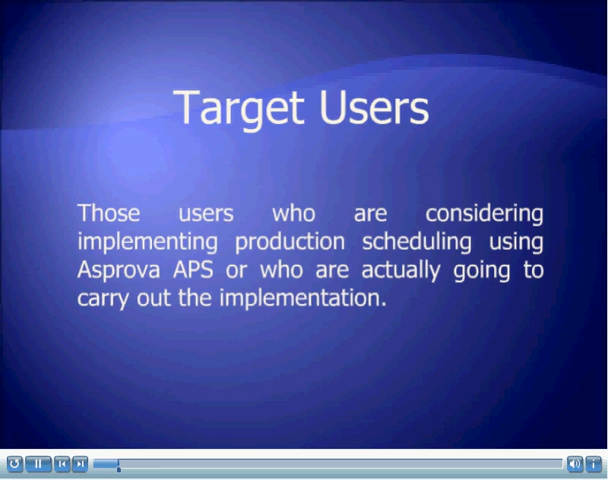 Target Users
Those users who are considering
implementing production scheduling using
Asprova APS or who are actually going to
carry out the implementation.